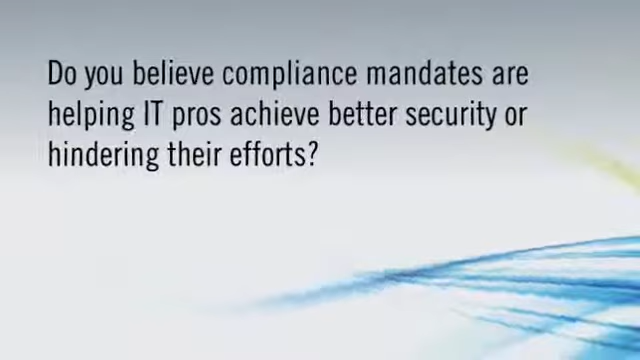 Do you believe compliance mandates are
helping IT pros achieve better security or
hindering their efforts?